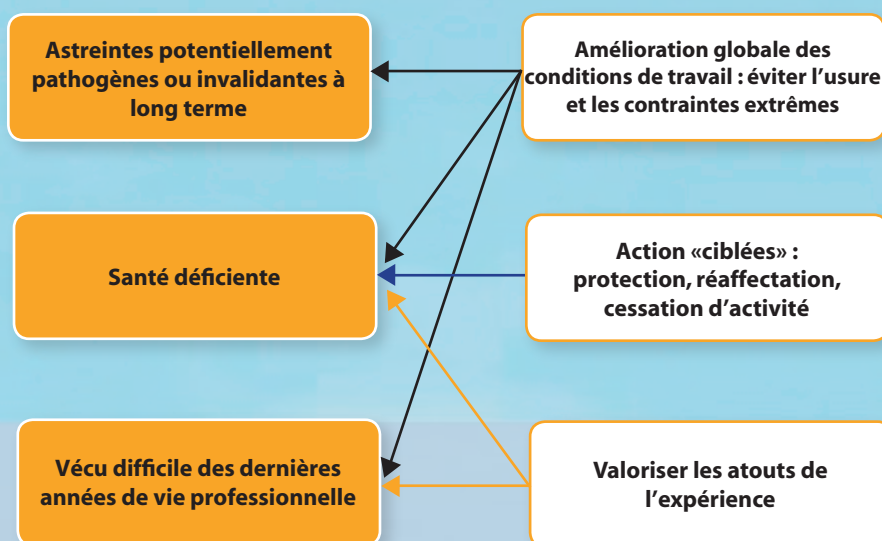 Astreintes potentiellement
pathogènes ou invalidantes à
long terme
Amélioration globale des
conditions de travail : éviter l’usure
et les contraintes extrêmes
Santé déficiente
Action «ciblées» :
protection, réaffectation,
cessation d’activité
Vécu difficile des dernières
années de vie professionnelle
Valoriser les atouts de
l’expérience